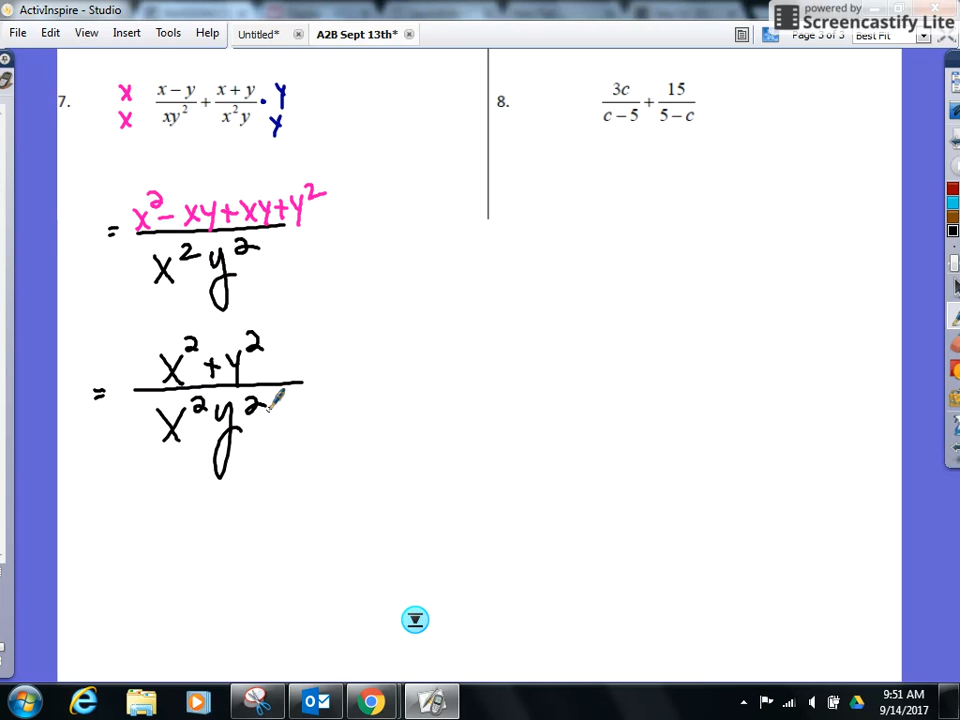 ActivInspire - Studio
powered by
Screencastify Lite
File Edit View Insert Tools Help Untitled* A2B Sept 13th* Page 3 of 3 Best Fit
7. x/x (x − y)/(xy²) + (x + y)/(x²y) • y/y
= (x² − xy + xy + y²)/(x²y²)
= (x² + y²)/(x²y²)
8. 3c/(c − 5) + 15/(5 − c)
9:51 AM
9/14/2017